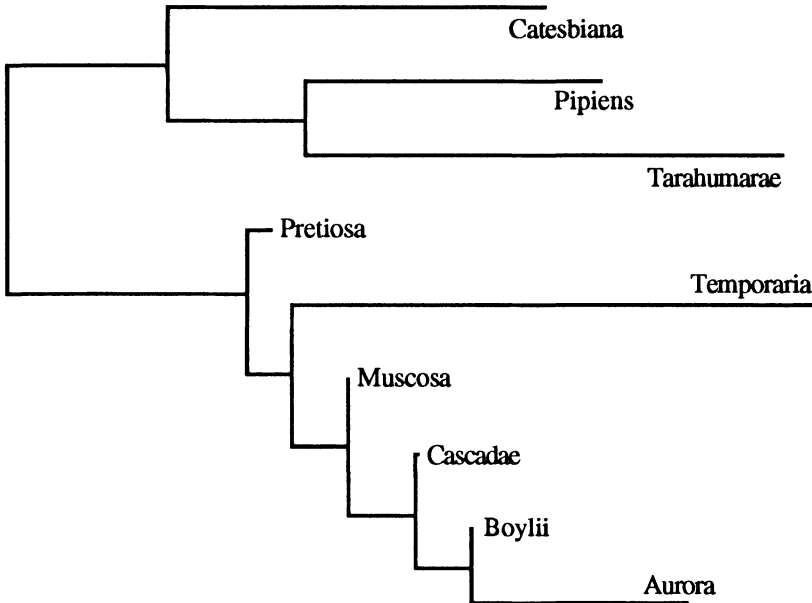 Catesbiana
Pipiens
Tarahumarae
Pretiosa
Temporaria
Muscosa
Cascadae
Boylii
Aurora